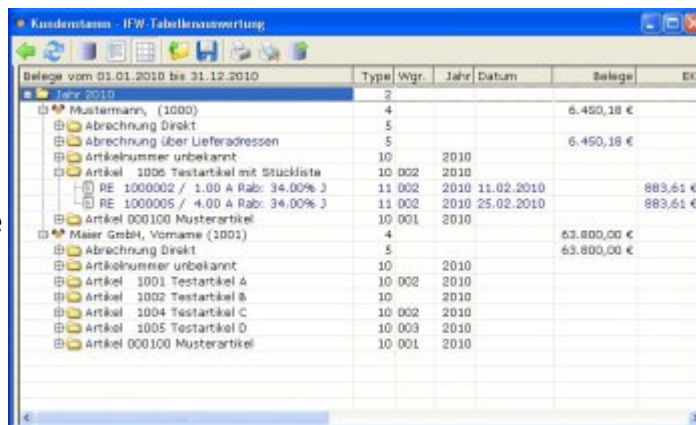 Kundenstamm - IFW-Tabellenauswertung
Belege vom 01.01.2010 bis 31.12.2010 Type Wgr. Jahr Datum Belege EK
Jahr 2010 2
Mustermann, (1000) 4 6.450,18 €
Abrechnung Direkt 5
Abrechnung über Lieferadressen 5 6.450,18 €
Artikelnummer unbekannt 10 2010
Artikel 1006 Testartikel mit Stückliste 10 002 2010
RE 1000002 / 1.00 A Rab: 34.00% J 11 002 2010 11.02.2010 883,61 €
RE 1000005 / 4.00 A Rab: 34.00% J 11 002 2010 25.02.2010 883,61 €
Artikel 000100 Musterartikel 10 001 2010
Maier GmbH, Vorname (1001) 4 63.800,00 €
Abrechnung Direkt 5 63.800,00 €
Artikelnummer unbekannt 10 2010
Artikel 1001 Testartikel A 10 002 2010
Artikel 1002 Testartikel B 10 2010
Artikel 1004 Testartikel C 10 002 2010
Artikel 1005 Testartikel D 10 003 2010
Artikel 000100 Musterartikel 10 001 2010